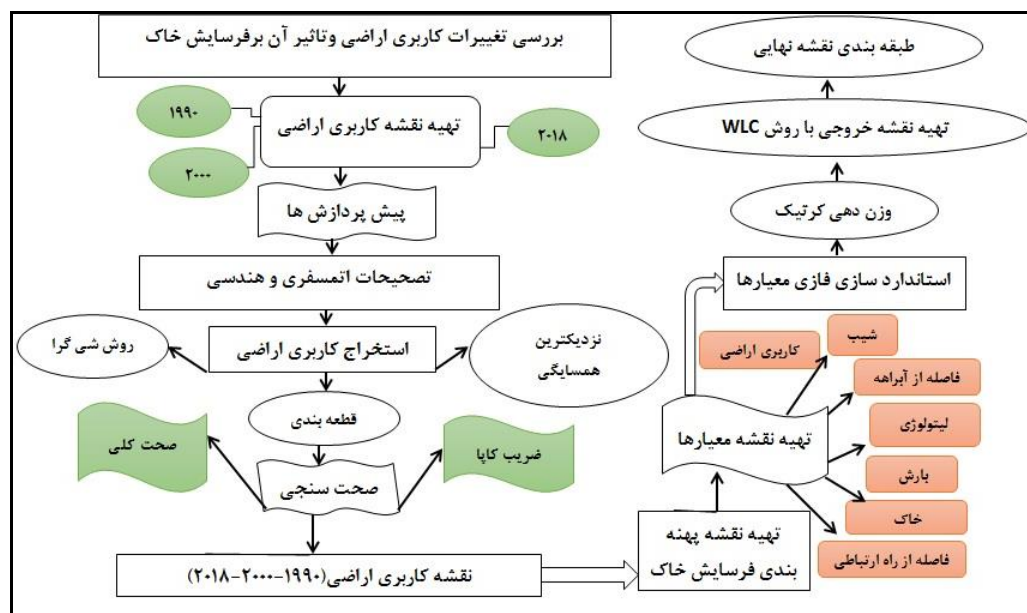 بررسی تغییرات کاربری اراضی وتاثیر آن برفرسایش خاک
۱۹۹۰
تهیه نقشه کاربری اراضی
۲۰۱۸
۲۰۰۰
پیش پردازش ها
تصحیحات اتمسفری و هندسی
استخراج کاربری اراضی
روش شی گرا
نزدیکترین
همسایگی
قطعه بندی
صحت کلی
ضریب کاپا
صحت سنجی
نقشه کاربری اراضی(۱۹۹۰-۲۰۰۰-۲۰۱۸)
تهیه نقشه پهنه
بندی فرسایش خاک
تهیه نقشه معیارها
کاربری اراضی
شیب
فاصله از آبراهه
لیتولوژی
بارش
خاک
فاصله از راه ارتباطی
استاندارد سازی فازی معیارها
وزن دهی کرتیک
تهیه نقشه خروجی با روش WLC
طبقه بندی نقشه نهایی